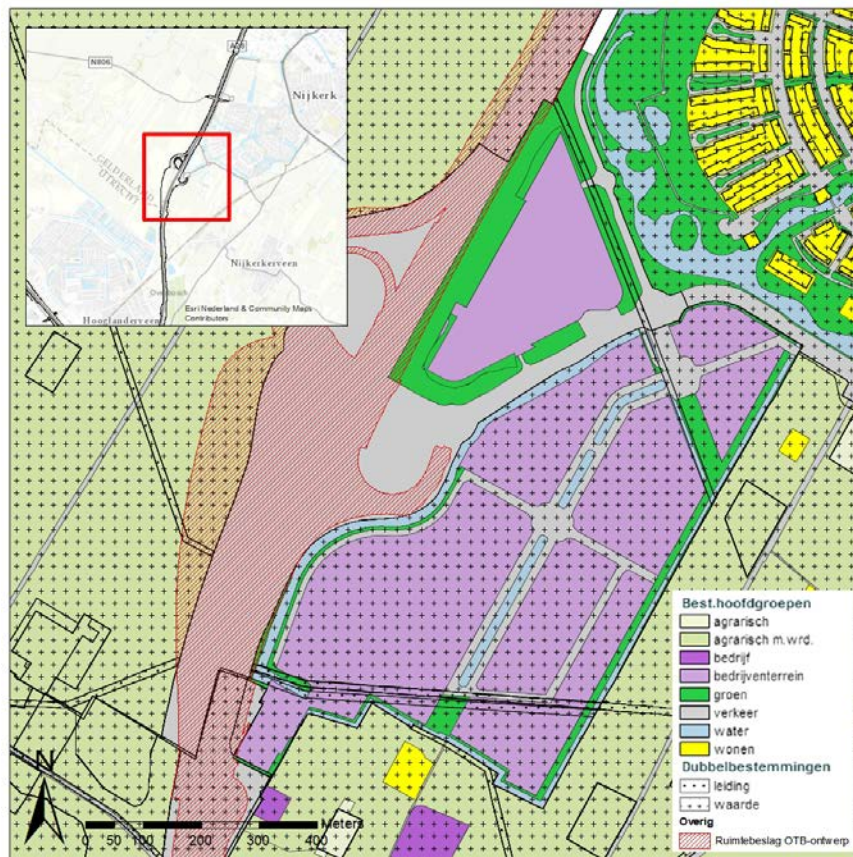 A28
N806
Nijkerk
GELDERLAND
UTRECHT
Nijkerkerveen
Hooglanderveen
Esri Nederland & Community Maps
Contributors
Best.hoofdgroepen
agrarisch
agrarisch m.wrd.
bedrijf
bedrijventerrein
groen
verkeer
water
wonen
Dubbelbestemmingen
leiding
waarde
Overig
Ruimtebeslag OTB-ontwerp
N
0 50 100 200 300 400
Meters